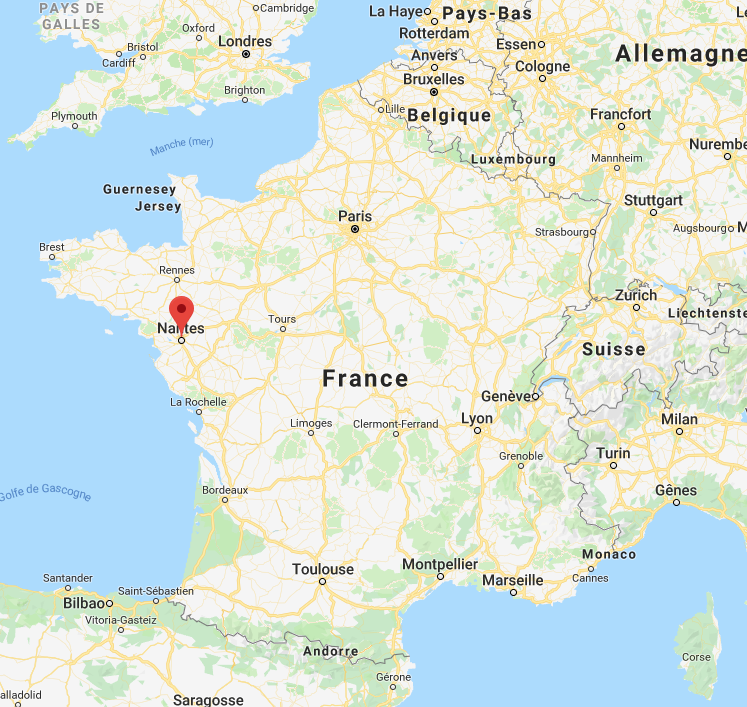 PAYS DE
GALLES
Cambridge
La Haye
Pays-Bas
Oxford
Rotterdam
Londres
Bristol
Essen
Cardiff
Anvers
Allemagne
Cologne
Bruxelles
Brighton
Lille
Belgique
Plymouth
Francfort
Manche (mer)
Nurembe
Luxembourg
Mannheim
Guernesey
Jersey
Stuttgart
Paris
Strasbourg
Augsbourg
M
Brest
Rennes
Zurich
Liechtenste
Tours
Nantes
Suisse
France
Genève
La Rochelle
Lyon
Milan
Limoges
Clermont-Ferrand
Grenoble
Turin
Golfe de Gascogne
Bordeaux
Gênes
Monaco
Toulouse
Montpellier
Marseille
Cannes
Santander
Saint-Sébastien
Bilbao
Vitoria-Gasteiz
Andorre
Corse
Gérone
alladolid
Saragosse